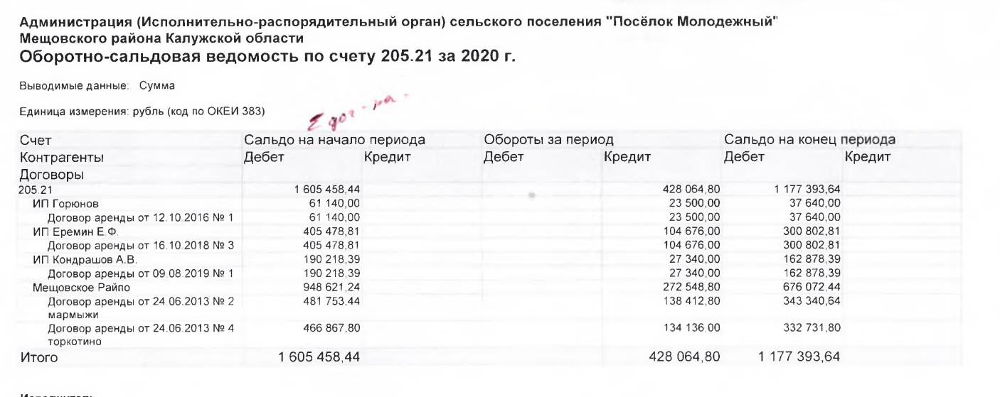 Администрация (Исполнительно-распорядительный орган) сельского поселения "Посёлок Молодежный"
Мещовского района Калужской области
Оборотно-сальдовая ведомость по счету 205.21 за 2020 г.
Выводимые данные: Сумма
Единица измерения: рубль (код по ОКЕИ 383)
Счет Сальдо на начало периода Обороты за период Сальдо на конец периода
Контрагенты Дебет Кредит Дебет Кредит Дебет Кредит
Договоры
205.21 1 605 458,44 428 064,80 1 177 393,64
ИП Горюнов 61 140,00 23 500,00 37 640,00
Договор аренды от 12.10.2016 № 1 61 140,00 23 500,00 37 640,00
ИП Еремин Е.Ф. 405 478,81 104 676,00 300 802,81
Договор аренды от 16.10.2018 № 3 405 478,81 104 676,00 300 802,81
ИП Кондрашов А.В. 190 218,39 27 340,00 162 878,39
Договор аренды от 09.08.2019 № 1 190 218,39 27 340,00 162 878,39
Мещовское Райпо 948 621,24 272 548,80 676 072,44
Договор аренды от 24.06.2013 № 2 481 753,44 138 412,80 343 340,64
мармыжи
Договор аренды от 24.06.2013 № 4 466 867,80 134 136,00 332 731,80
торкотино
Итого 1 605 458,44 428 064,80 1 177 393,64